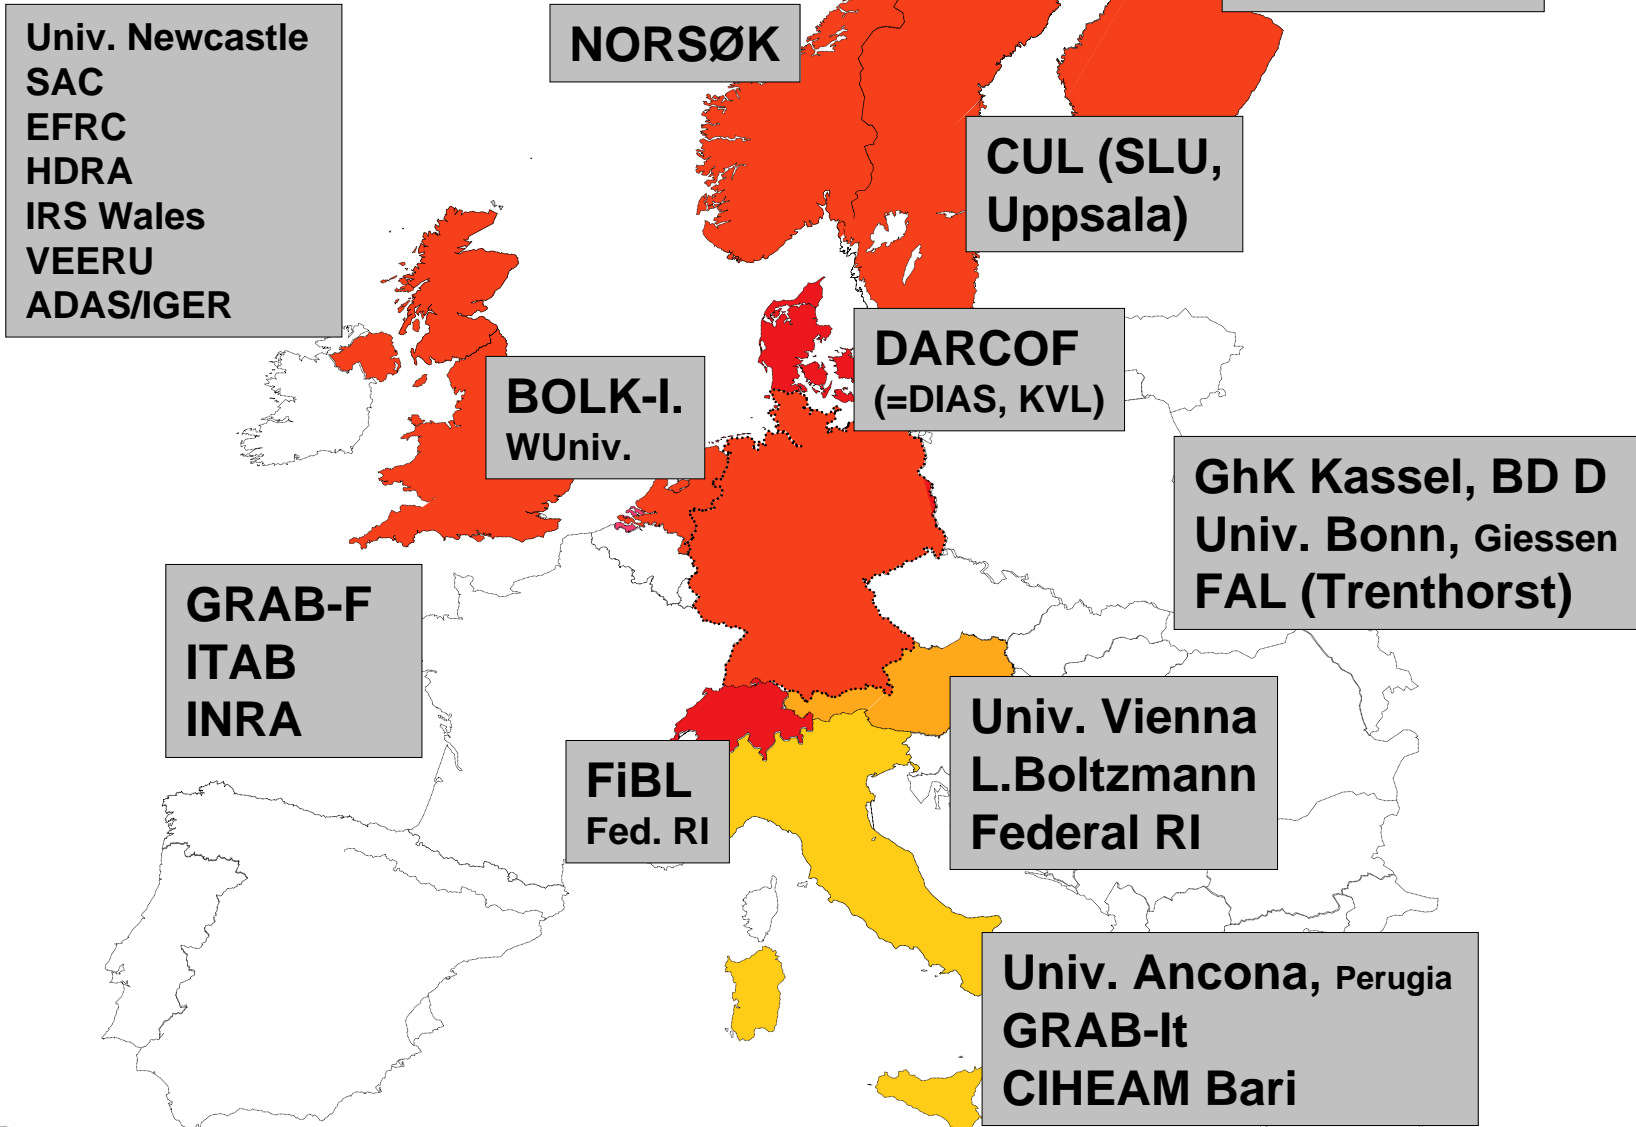 Univ. Newcastle
SAC
EFRC
HDRA
IRS Wales
VEERU
ADAS/IGER
NORSØK
CUL (SLU,
Uppsala)
DARCOF
(=DIAS, KVL)
BOLK-I.
WUniv.
GhK Kassel, BD D
Univ. Bonn, Giessen
FAL (Trenthorst)
GRAB-F
ITAB
INRA
FiBL
Fed. RI
Univ. Vienna
L.Boltzmann
Federal RI
Univ. Ancona, Perugia
GRAB-It
CIHEAM Bari